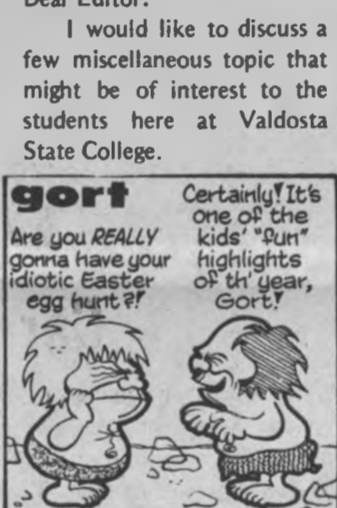 Dear Editor:
I would like to discuss a
few miscellaneous topic that
might be of interest to the
students here at Valdosta
State College.
gort
Are you REALLY
gonna have your
idiotic Easter
egg hunt?!
Certainly! It's
one of the
kids' "fun"
highlights
of th' year,
Gort!